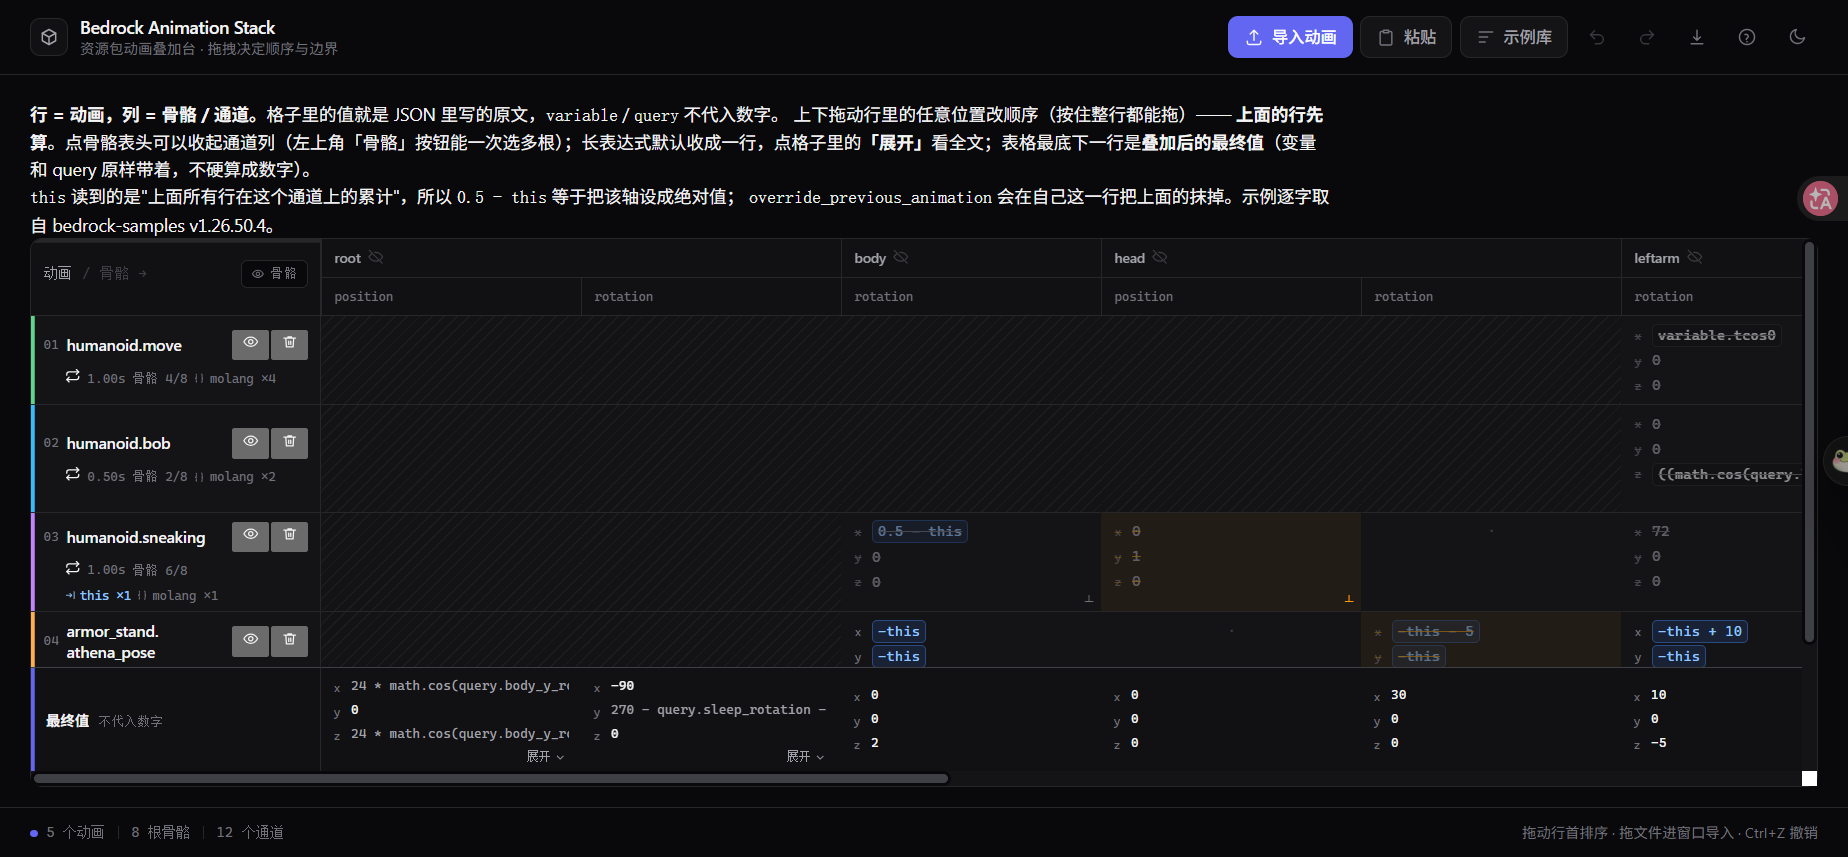 Bedrock Animation Stack
资源包动画叠加台 · 拖拽决定顺序与边界
导入动画
粘贴
示例库
行 = 动画，列 = 骨骼 / 通道。格子里的值就是 JSON 里写的原文，variable / query 不代入数字。 上下拖动行里的任意位置改顺序（按住整行都能拖）—— 上面的行先
算。点骨骼表头可以收起通道列（左上角「骨骼」按钮能一次选多根）；长表达式默认收成一行，点格子里的「展开」看全文；表格最底下一行是叠加后的最终值（变量
和 query 原样带着，不硬算成数字）。
this 读到的是"上面所有行在这个通道上的累计"，所以 0.5 - this 等于把该轴设成绝对值； override_previous_animation 会在自己这一行把上面的抹掉。示例逐字取
自 bedrock-samples v1.26.50.4。
动画 / 骨骼 →
骨骼
root
body
head
leftarm
position
rotation
rotation
position
rotation
rotation
01 humanoid.move
1.00s 骨骼 4/8 molang ×4
x variable.tcos0
y 0
z 0
02 humanoid.bob
0.50s 骨骼 2/8 molang ×2
x 0
y 0
z ((math.cos(query.
03 humanoid.sneaking
1.00s 骨骼 6/8
this ×1 molang ×1
x 0.5 - this
y 0
z 0
x 0
y 1
z 0
x 72
y 0
z 0
04 armor_stand.
athena_pose
x -this
y -this
x -this - 5
y -this
x -this + 10
y -this
最终值 不代入数字
x 24 * math.cos(query.body_y_r
y 0
z 24 * math.cos(query.body_y_r
展开
x -90
y 270 - query.sleep_rotation -
z 0
展开
x 0
y 0
z 2
x 0
y 0
z 0
x 30
y 0
z 0
x 10
y 0
z -5
5 个动画
8 根骨骼
12 个通道
拖动行首排序 · 拖文件进窗口导入 · Ctrl+Z 撤销